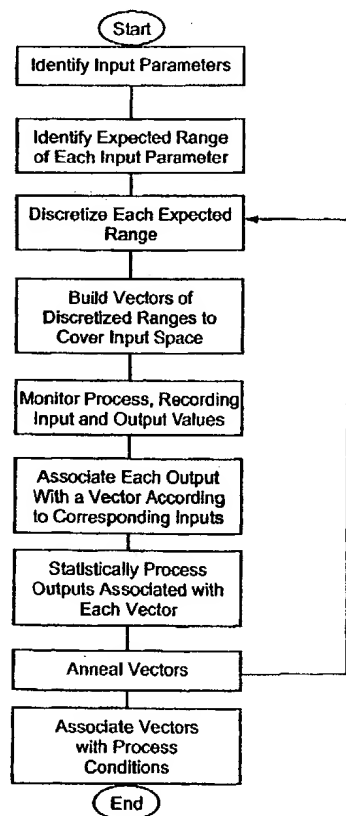 Start
Identify Input Parameters
Identify Expected Range
of Each Input Parameter
Discretize Each Expected
Range
Build Vectors of
Discretized Ranges to
Cover Input Space
Monitor Process, Recording
Input and Output Values
Associate Each Output
With a Vector According
to Corresponding Inputs
Statistically Process
Outputs Associated with
Each Vector
Anneal Vectors
Associate Vectors
with Process
Conditions
End